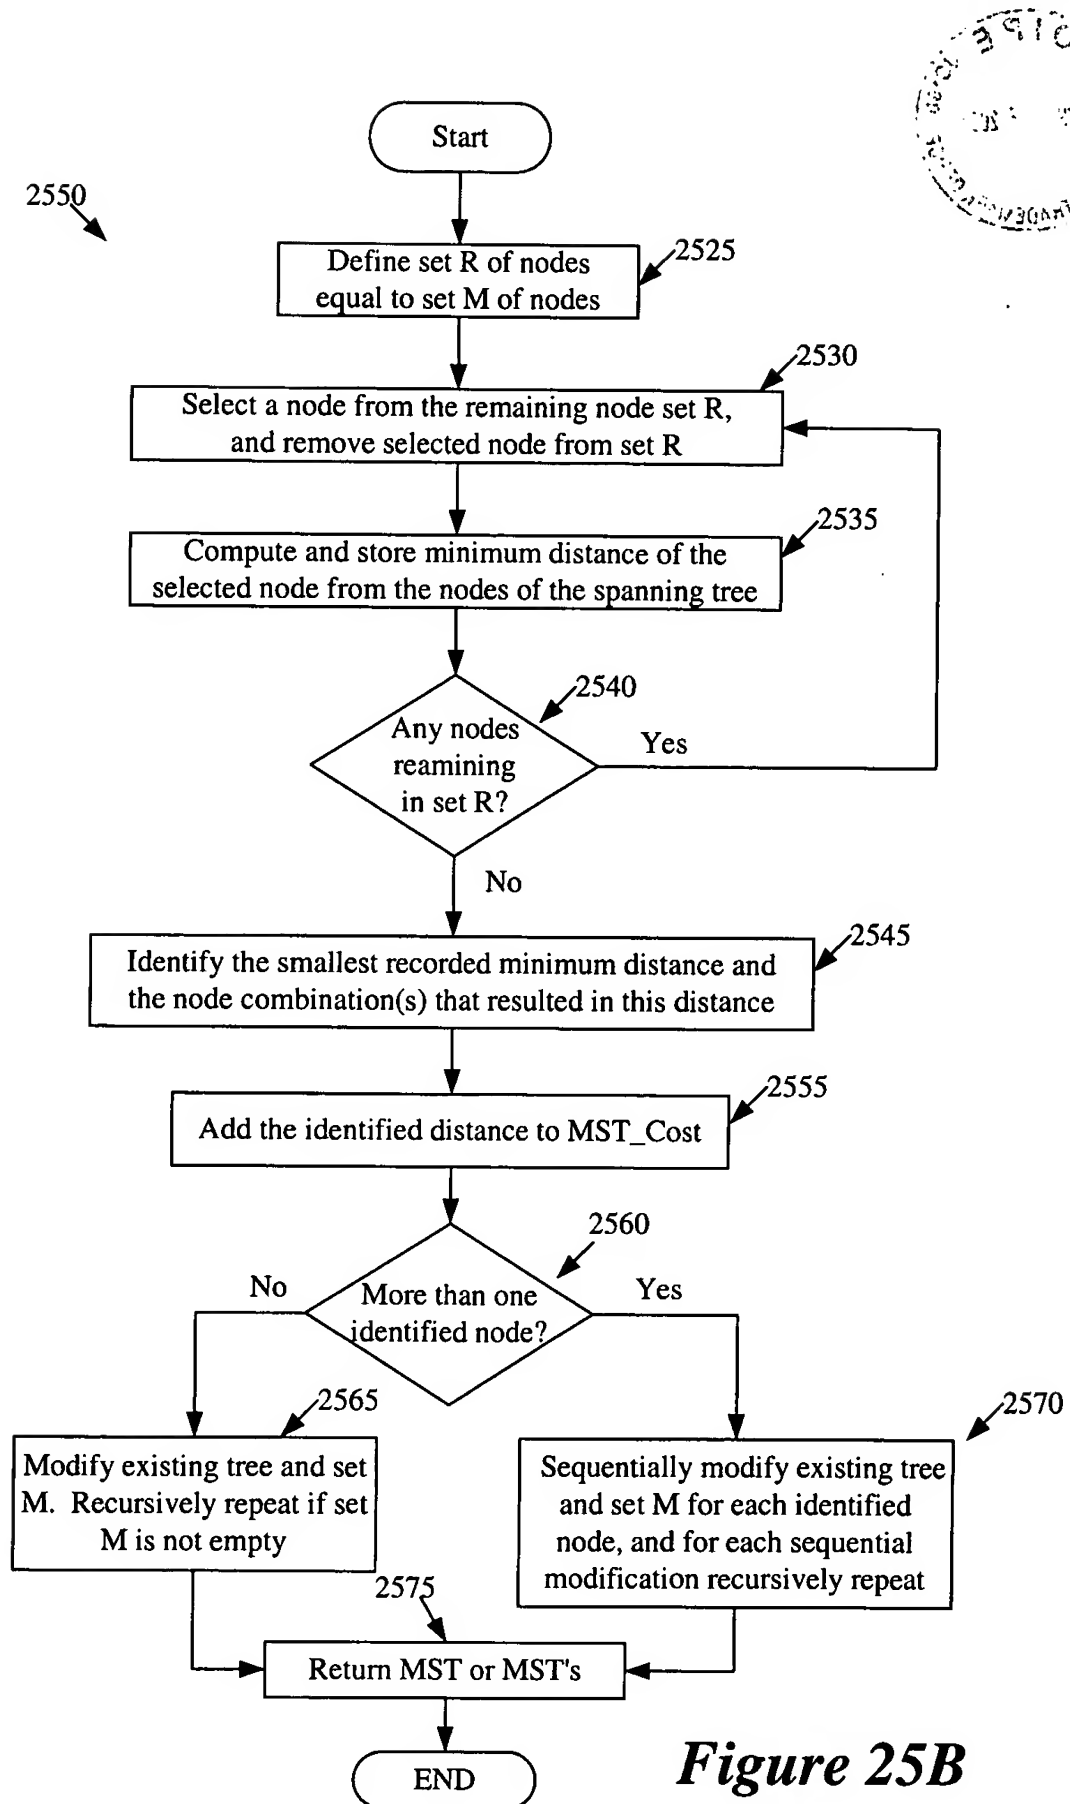 OIPE
Start
2550
2525
Define set R of nodes
equal to set M of nodes
2530
Select a node from the remaining node set R,
and remove selected node from set R
2535
Compute and store minimum distance of the
selected node from the nodes of the spanning tree
2540
Any nodes
reamining
in set R?
Yes
No
2545
Identify the smallest recorded minimum distance and
the node combination(s) that resulted in this distance
2555
Add the identified distance to MST_Cost
2560
No
More than one
identified node?
Yes
2565
2570
Modify existing tree and set
M. Recursively repeat if set
M is not empty
Sequentially modify existing tree
and set M for each identified
node, and for each sequential
modification recursively repeat
2575
Return MST or MST's
END
Figure 25B